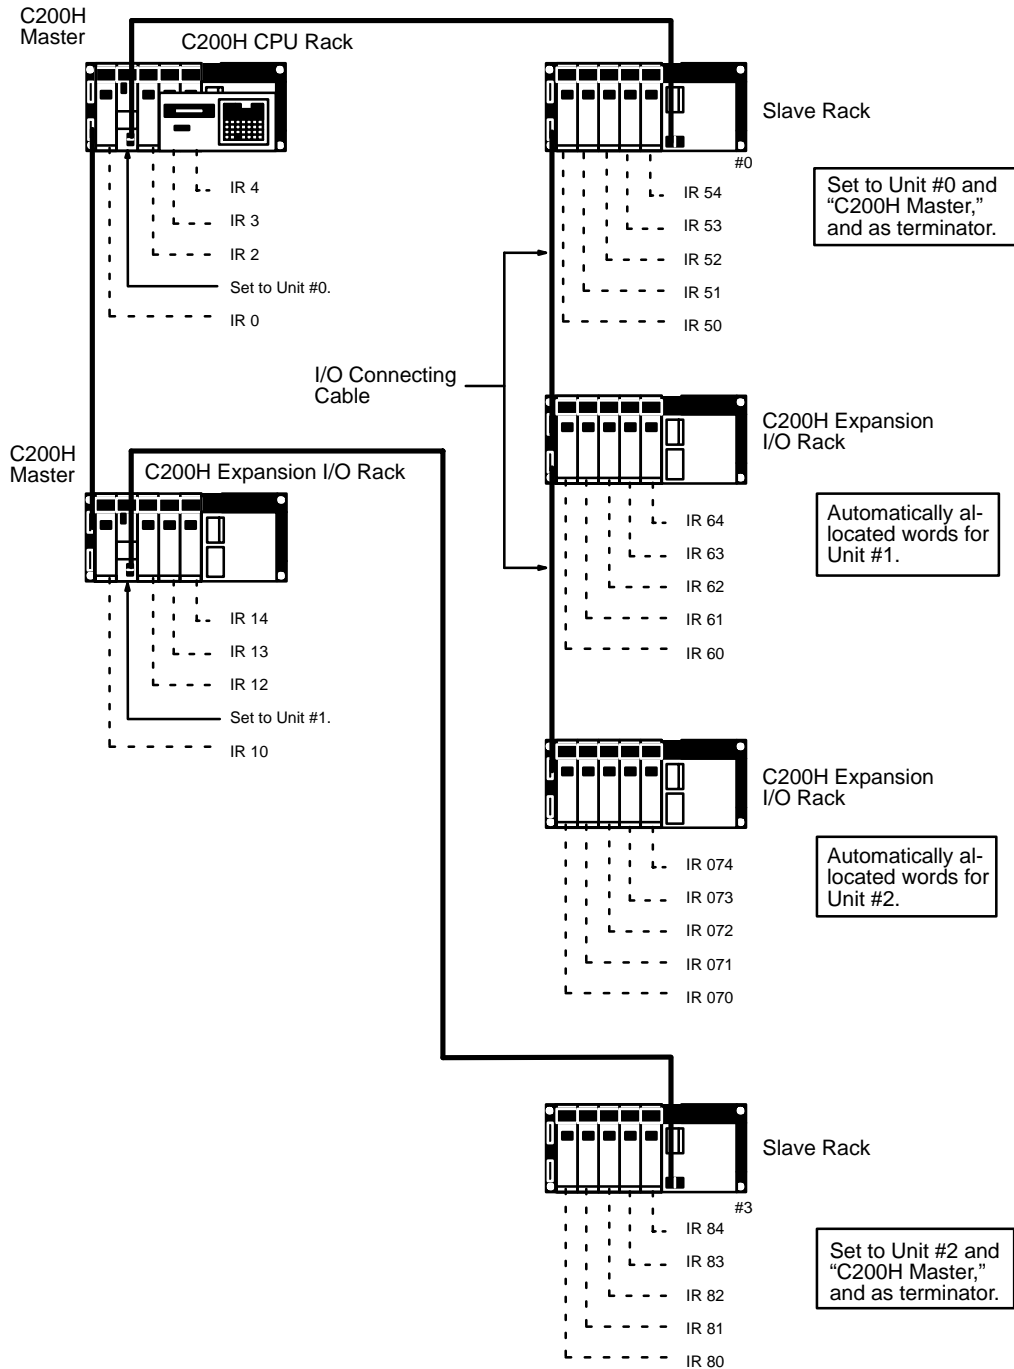 C200H
Master
C200H CPU Rack
IR 4
IR 3
IR 2
Set to Unit #0.
IR 0
Slave Rack
#0
IR 54
IR 53
IR 52
IR 51
IR 50
Set to Unit #0 and
“C200H Master,”
and as terminator.
I/O Connecting
Cable
C200H Expansion
I/O Rack
IR 64
IR 63
IR 62
IR 61
IR 60
Automatically al-
located words for
Unit #1.
C200H
Master
C200H Expansion I/O Rack
IR 14
IR 13
IR 12
Set to Unit #1.
IR 10
C200H Expansion
I/O Rack
IR 074
IR 073
IR 072
IR 071
IR 070
Automatically al-
located words for
Unit #2.
Slave Rack
#3
IR 84
IR 83
IR 82
IR 81
IR 80
Set to Unit #2 and
“C200H Master,”
and as terminator.